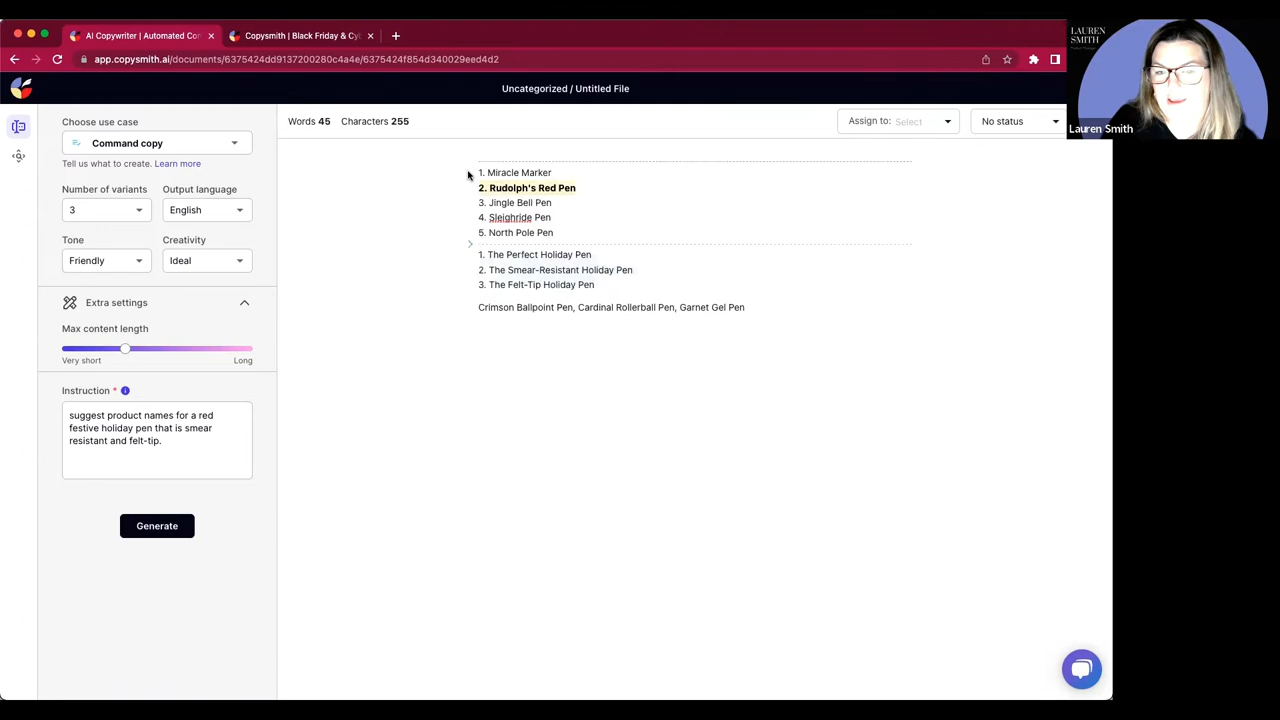 AI Copywriter | Automated Con
Copysmith | Black Friday & Cyb
app.copysmith.ai/documents/6375424dd9137200280c4a4e/6375424f854d340029eed4d2
LAUREN
SMITH
Lauren Smith
Uncategorized / Untitled File
Choose use case
Command copy
Tell us what to create. Learn more
Number of variants
Output language
3
English
Tone
Creativity
Friendly
Ideal
Extra settings
Max content length
Very short
Long
Instruction *
suggest product names for a red
festive holiday pen that is smear
resistant and felt-tip.
Generate
Words 45 Characters 255
Assign to: Select
No status
1. Miracle Marker
2. Rudolph's Red Pen
3. Jingle Bell Pen
4. Sleighride Pen
5. North Pole Pen
1. The Perfect Holiday Pen
2. The Smear-Resistant Holiday Pen
3. The Felt-Tip Holiday Pen
Crimson Ballpoint Pen, Cardinal Rollerball Pen, Garnet Gel Pen